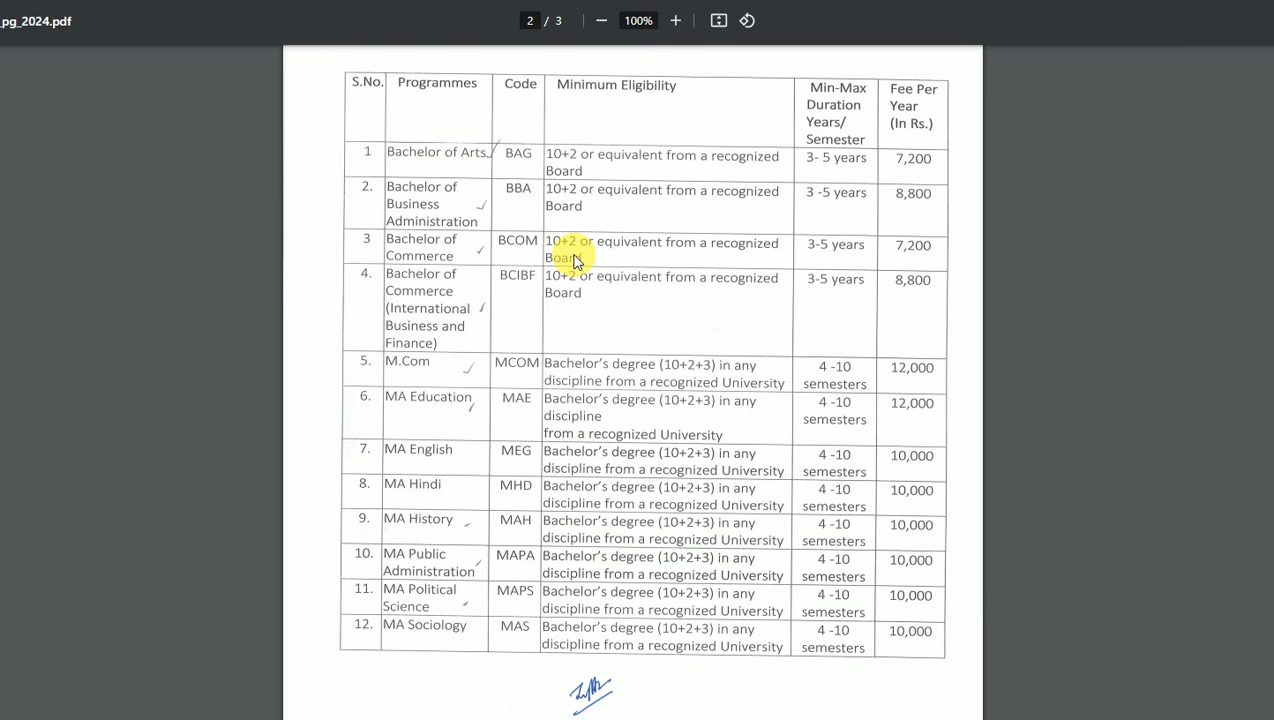 _pg_2024.pdf
2 / 3
100%
S.No. Programmes Code Minimum Eligibility Min-Max Duration Years/ Semester Fee Per Year (In Rs.)
1 Bachelor of Arts BAG 10+2 or equivalent from a recognized Board 3- 5 years 7,200
2. Bachelor of Business Administration BBA 10+2 or equivalent from a recognized Board 3 -5 years 8,800
3 Bachelor of Commerce BCOM 10+2 or equivalent from a recognized Board 3-5 years 7,200
4. Bachelor of Commerce (International Business and Finance) BCIBF 10+2 or equivalent from a recognized Board 3-5 years 8,800
5. M.Com MCOM Bachelor's degree (10+2+3) in any discipline from a recognized University 4 -10 semesters 12,000
6. MA Education MAE Bachelor's degree (10+2+3) in any discipline from a recognized University 4 -10 semesters 12,000
7. MA English MEG Bachelor's degree (10+2+3) in any discipline from a recognized University 4 -10 semesters 10,000
8. MA Hindi MHD Bachelor's degree (10+2+3) in any discipline from a recognized University 4 -10 semesters 10,000
9. MA History MAH Bachelor's degree (10+2+3) in any discipline from a recognized University 4 -10 semesters 10,000
10. MA Public Administration MAPA Bachelor's degree (10+2+3) in any discipline from a recognized University 4 -10 semesters 10,000
11. MA Political Science MAPS Bachelor's degree (10+2+3) in any discipline from a recognized University 4 -10 semesters 10,000
12. MA Sociology MAS Bachelor's degree (10+2+3) in any discipline from a recognized University 4 -10 semesters 10,000